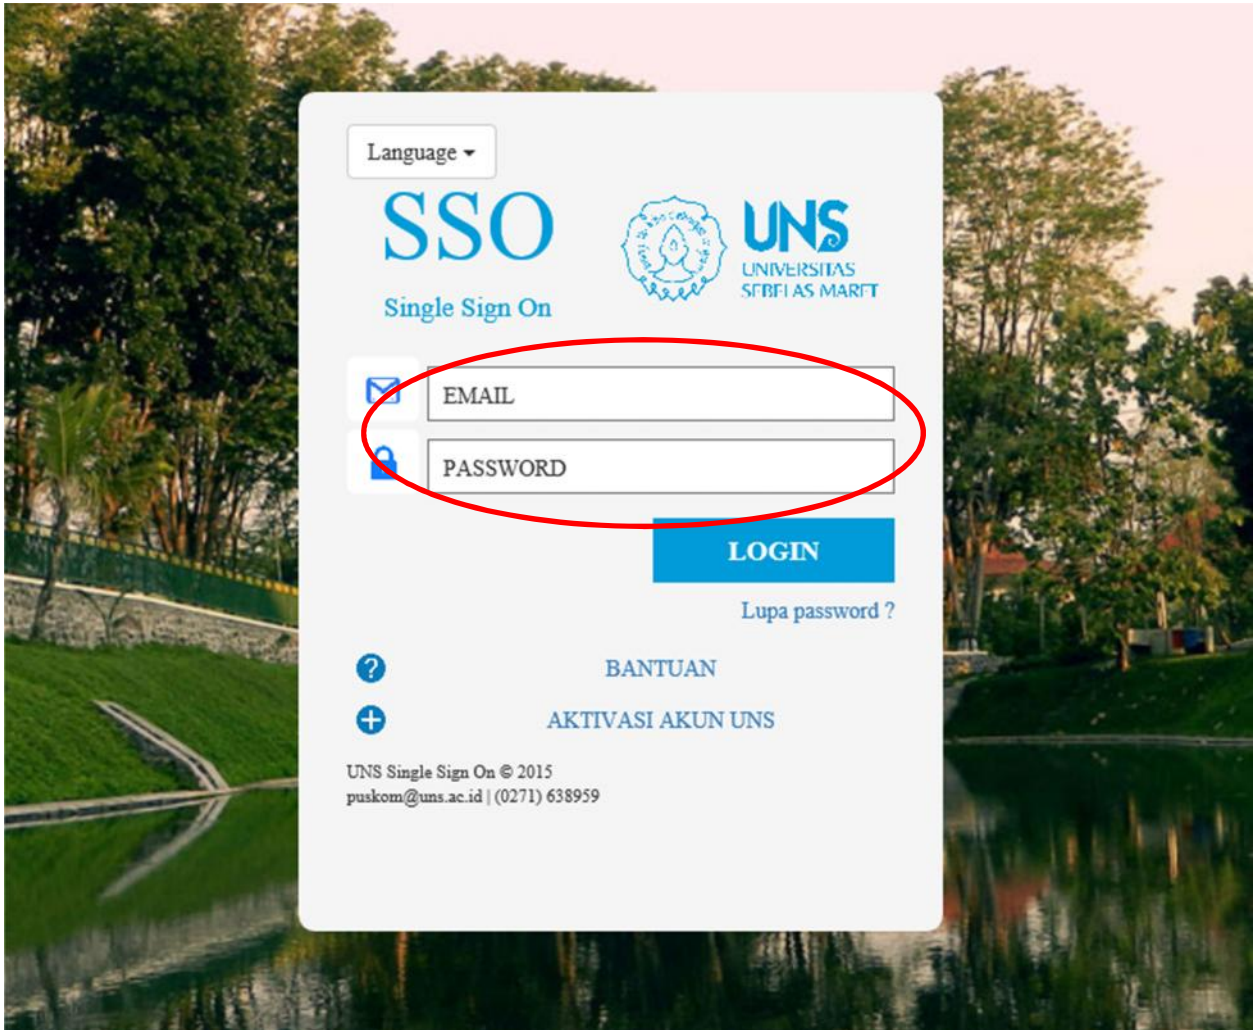 Language
SSO
Single Sign On
UNS
UNIVERSITAS
SEBELAS MARET
EMAIL
PASSWORD
LOGIN
Lupa password ?
BANTUAN
AKTIVASI AKUN UNS
UNS Single Sign On © 2015
puskom@uns.ac.id | (0271) 638959